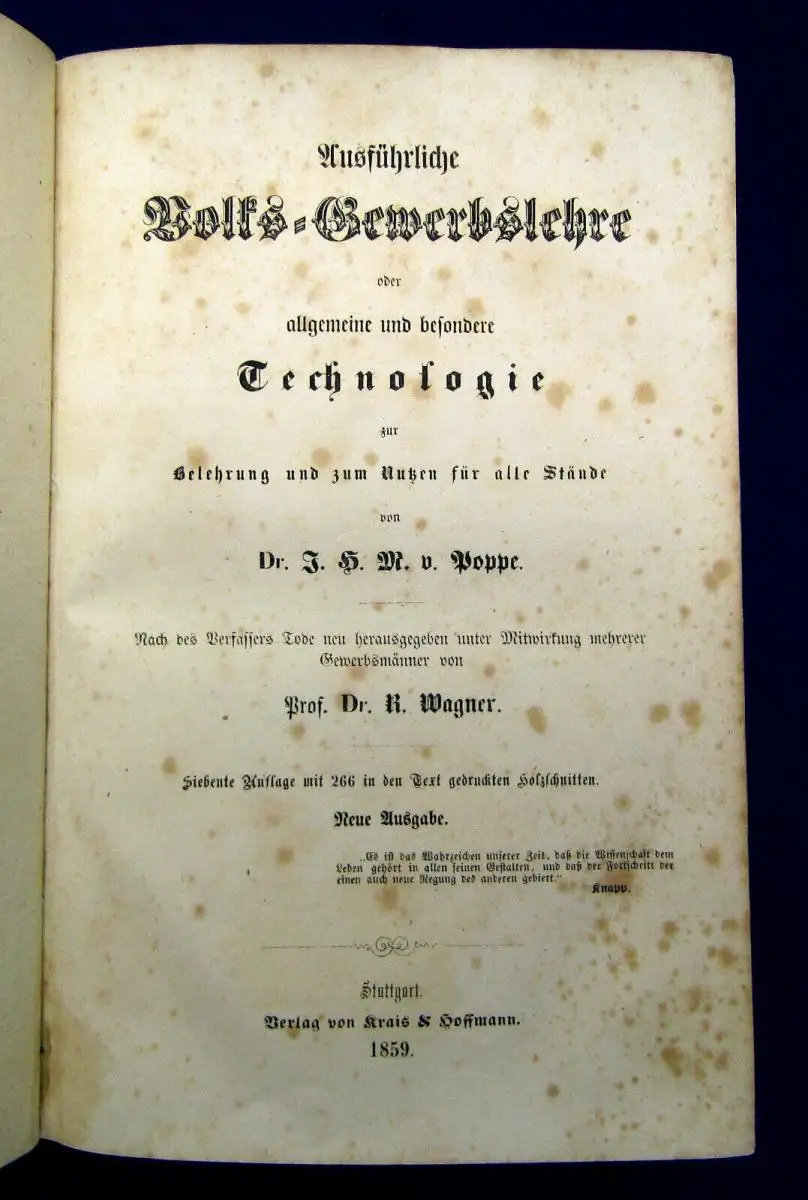 Ausführliche
Volks-Gewerbslehre
oder
allgemeine und besondere
Technologie
zur
Belehrung und zum Nutzen für alle Stände
von
Dr. J. H. M. v. Poppe.
Nach des Verfassers Tode neu herausgegeben unter Mitwirkung mehrerer
Gewerbsmänner von
Prof. Dr. R. Wagner.
Siebente Auflage mit 266 in den Text gedruckten Holzschnitten.
Neue Ausgabe.
„Es ist das Wahrzeichen unserer Zeit, daß die Wissenschaft dem
Leben gehört in allen seinen Gestalten, und daß der Fortschritt der
einen auch neue Regung des anderen gebiert.“
Knapp.
Stuttgart.
Verlag von Krais & Hoffmann.
1859.